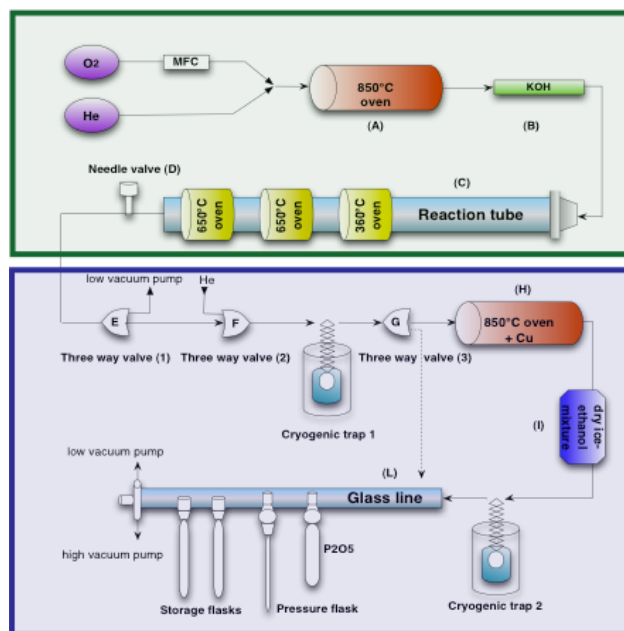 O2
MFC
He
850°C
oven
(A)
KOH
(B)
Needle valve (D)
650°C
oven
650°C
oven
360°C
oven
(C)
Reaction tube
low vacuum pump
He
E
F
G
(H)
850°C oven
+ Cu
Three way valve (1)
Three way valve (2)
Three way valve (3)
Cryogenic trap 1
(I)
dry ice-
ethanol
mixture
low vacuum pump
(L)
Glass line
high vacuum pump
P2O5
Storage flasks
Pressure flask
Cryogenic trap 2